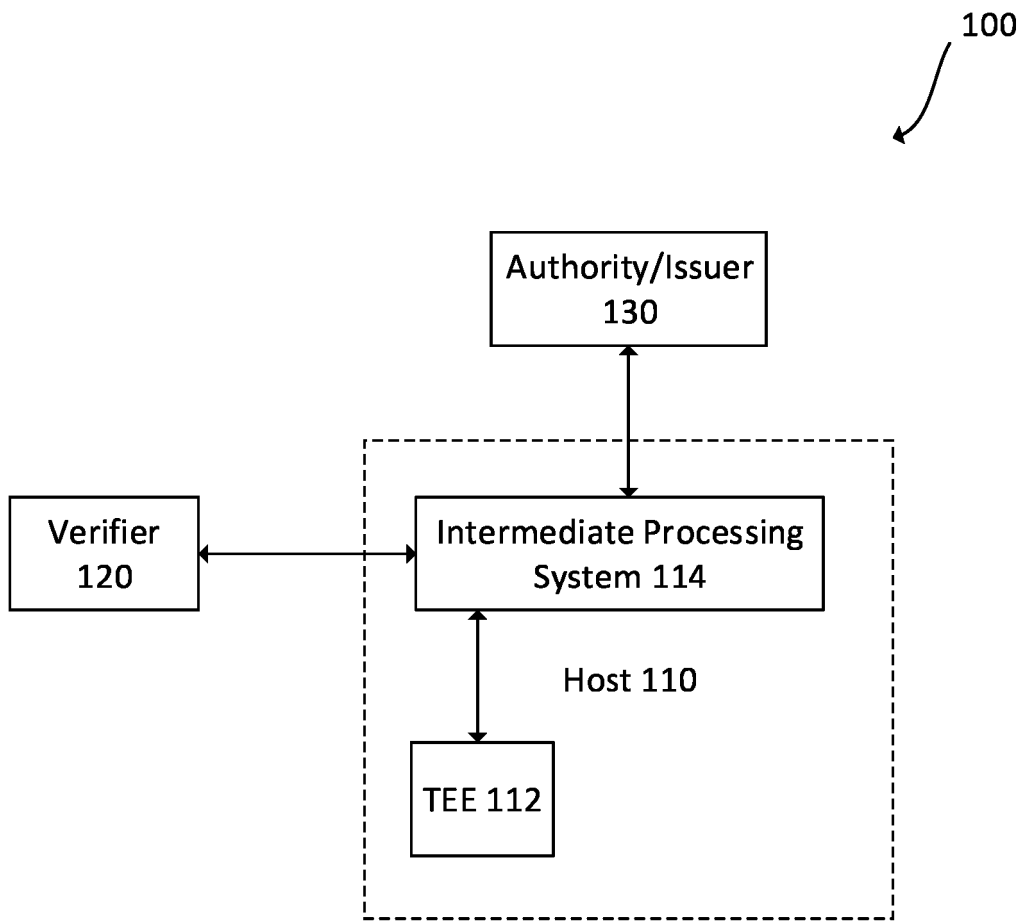 100
Authority/Issuer
130
Verifier
120
Intermediate Processing
System 114
Host 110
TEE 112